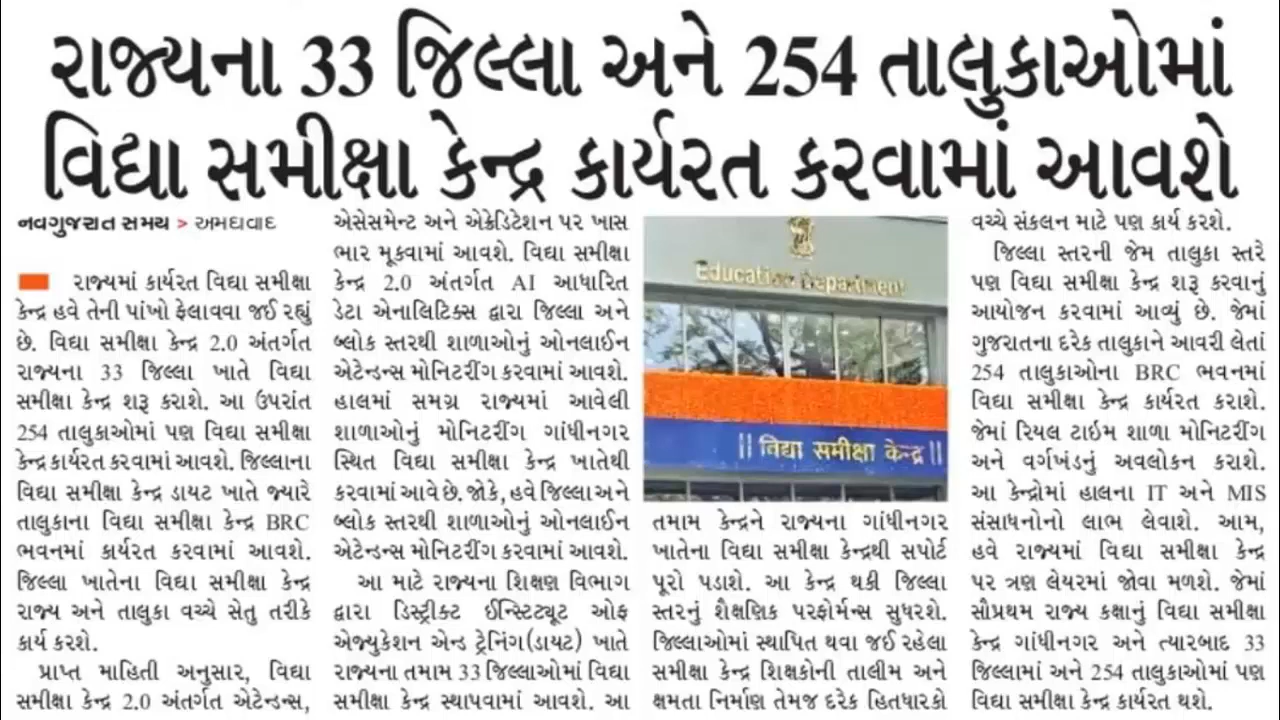 રાજ્યના 33 જિલ્લા અને 254 તાલુકાઓમાં
વિદ્યા સમીક્ષા કેન્દ્ર કાર્યરત કરવામાં આવશે
નવગુજરાત સમય > અમદાવાદ
રાજ્યમાં કાર્યરત વિદ્યા સમીક્ષા
કેન્દ્ર હવે તેની પાંખો ફેલાવવા જઈ રહ્યું
છે. વિદ્યા સમીક્ષા કેન્દ્ર 2.0 અંતર્ગત
રાજ્યના 33 જિલ્લા ખાતે વિદ્યા
સમીક્ષા કેન્દ્ર શરૂ કરાશે. આ ઉપરાંત
254 તાલુકાઓમાં પણ વિદ્યા સમીક્ષા
કેન્દ્ર કાર્યરત કરવામાં આવશે. જિલ્લાના
વિદ્યા સમીક્ષા કેન્દ્ર ડાયટ ખાતે જ્યારે
તાલુકાના વિદ્યા સમીક્ષા કેન્દ્ર BRC
ભવનમાં કાર્યરત કરવામાં આવશે.
જિલ્લા ખાતેના વિદ્યા સમીક્ષા કેન્દ્ર
રાજ્ય અને તાલુકા વચ્ચે સેતુ તરીકે
કાર્ય કરશે.
પ્રાપ્ત માહિતી અનુસાર, વિદ્યા
સમીક્ષા કેન્દ્ર 2.0 અંતર્ગત એટેન્ડન્સ,
એસેસમેન્ટ અને એક્રેડિટેશન પર ખાસ
ભાર મૂકવામાં આવશે. વિદ્યા સમીક્ષા
કેન્દ્ર 2.0 અંતર્ગત AI આધારિત
ડેટા એનાલિટિક્સ દ્વારા જિલ્લા અને
બ્લોક સ્તરથી શાળાઓનું ઓનલાઈન
એટેન્ડન્સ મોનિટરીંગ કરવામાં આવશે.
હાલમાં સમગ્ર રાજ્યમાં આવેલી
શાળાઓનું મોનિટરીંગ ગાંધીનગર
સ્થિત વિદ્યા સમીક્ષા કેન્દ્ર ખાતેથી
કરવામાં આવે છે. જોકે, હવે જિલ્લા અને
બ્લોક સ્તરથી શાળાઓનું ઓનલાઈન
એટેન્ડન્સ મોનિટરીંગ કરવામાં આવશે.
આ માટે રાજ્યના શિક્ષણ વિભાગ
દ્વારા ડિસ્ટ્રીક્ટ ઈન્સ્ટિટ્યૂટ ઓફ
એજ્યુકેશન એન્ડ ટ્રેનિંગ(ડાયટ) ખાતે
રાજ્યના તમામ 33 જિલ્લાઓમાં વિદ્યા
સમીક્ષા કેન્દ્ર સ્થાપવામાં આવશે. આ
Education Department
|| विद्या समीक्षा केन्द्र ||
તમામ કેન્દ્રને રાજ્યના ગાંધીનગર
ખાતેના વિદ્યા સમીક્ષા કેન્દ્રથી સપોર્ટ
પૂરો પડાશે. આ કેન્દ્ર થકી જિલ્લા
સ્તરનું શૈક્ષણિક પરફોર્મન્સ સુધરશે.
જિલ્લાઓમાં સ્થાપિત થવા જઈ રહેલા
સમીક્ષા કેન્દ્ર શિક્ષકોની તાલીમ અને
ક્ષમતા નિર્માણ તેમજ દરેક હિતધારકો
વચ્ચે સંકલન માટે પણ કાર્ય કરશે.
જિલ્લા સ્તરની જેમ તાલુકા સ્તરે
પણ વિદ્યા સમીક્ષા કેન્દ્ર શરૂ કરવાનું
આયોજન કરવામાં આવ્યું છે. જેમાં
ગુજરાતના દરેક તાલુકાને આવરી લેતાં
254 તાલુકાઓના BRC ભવનમાં
વિદ્યા સમીક્ષા કેન્દ્ર કાર્યરત કરાશે.
જેમાં રિયલ ટાઇમ શાળા મોનિટરીંગ
અને વર્ગખંડનું અવલોકન કરાશે.
આ કેન્દ્રોમાં હાલના IT અને MIS
સંસાધનોનો લાભ લેવાશે. આમ,
હવે રાજ્યમાં વિદ્યા સમીક્ષા કેન્દ્ર
પર ત્રણ લેયરમાં જોવા મળશે. જેમાં
સૌપ્રથમ રાજ્ય કક્ષાનું વિદ્યા સમીક્ષા
કેન્દ્ર ગાંધીનગર અને ત્યારબાદ 33
જિલ્લામાં અને 254 તાલુકાઓમાં પણ
વિદ્યા સમીક્ષા કેન્દ્ર કાર્યરત થશે.